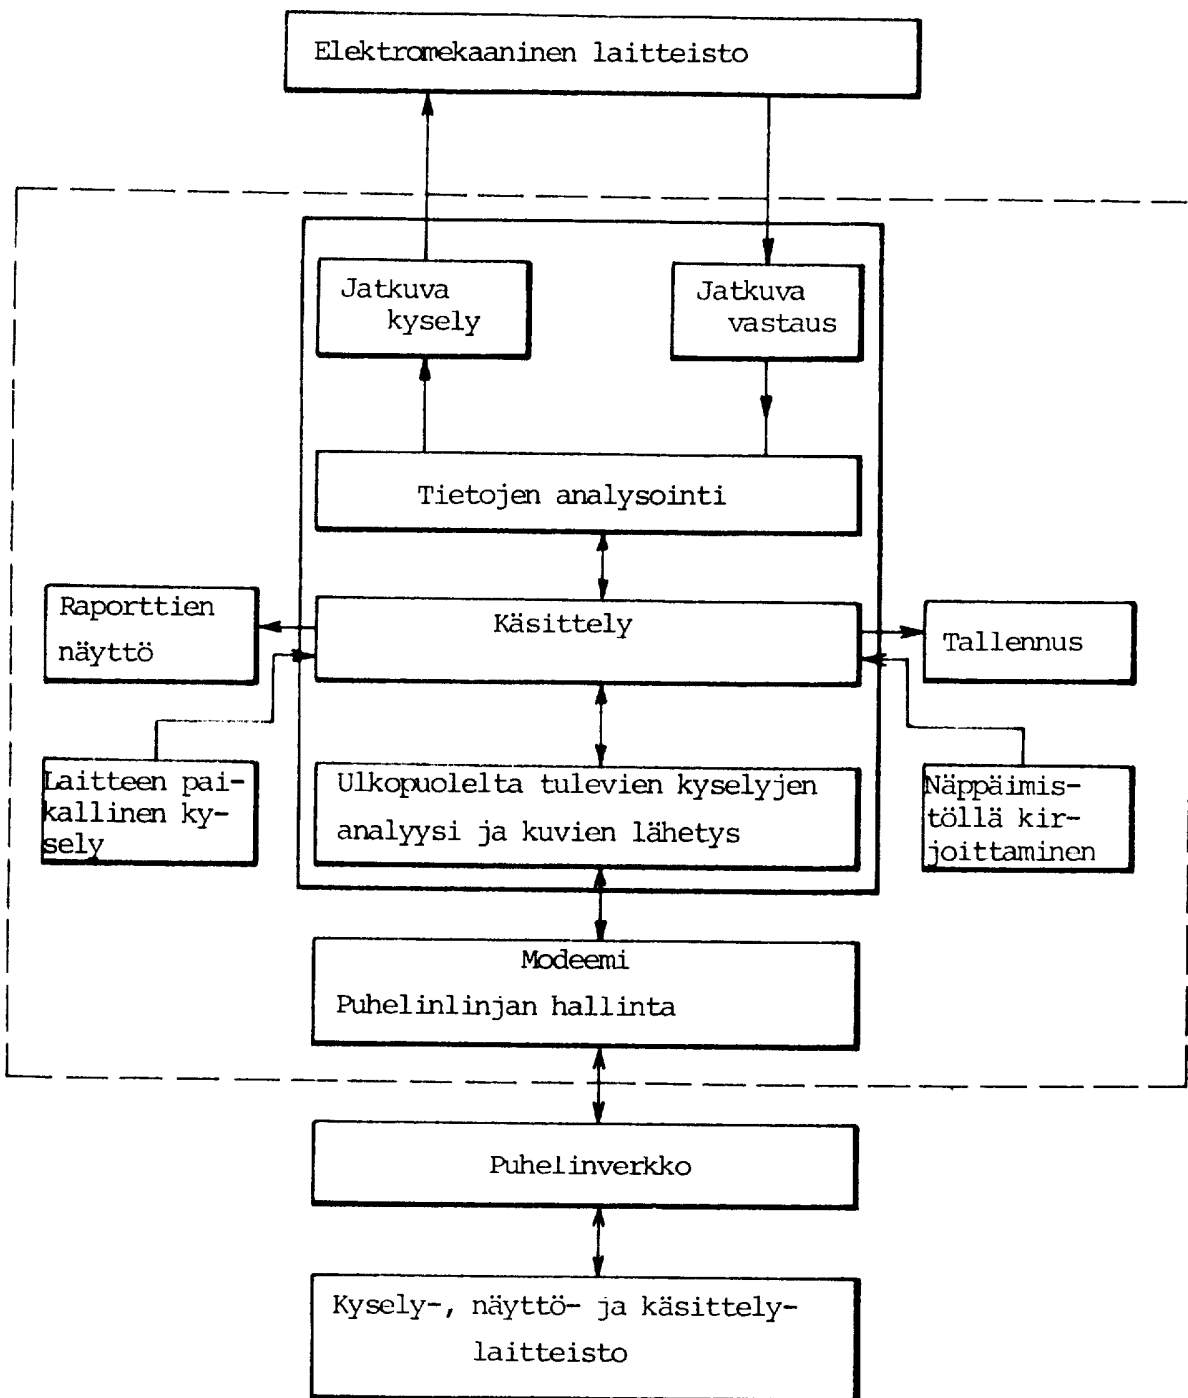 Elektromekaaninen laitteisto
Jatkuva
kysely
Jatkuva
vastaus
Tietojen analysointi
Raporttien
näyttö
Käsittely
Tallennus
Laitteen pai-
kallinen ky-
sely
Ulkopuolelta tulevien kyselyjen
analyysi ja kuvien lähetys
Näppäimis-
töllä kir-
joittaminen
Modeemi
Puhelinlinjan hallinta
Puhelinverkko
Kysely-, näyttö- ja käsittely-
laitteisto